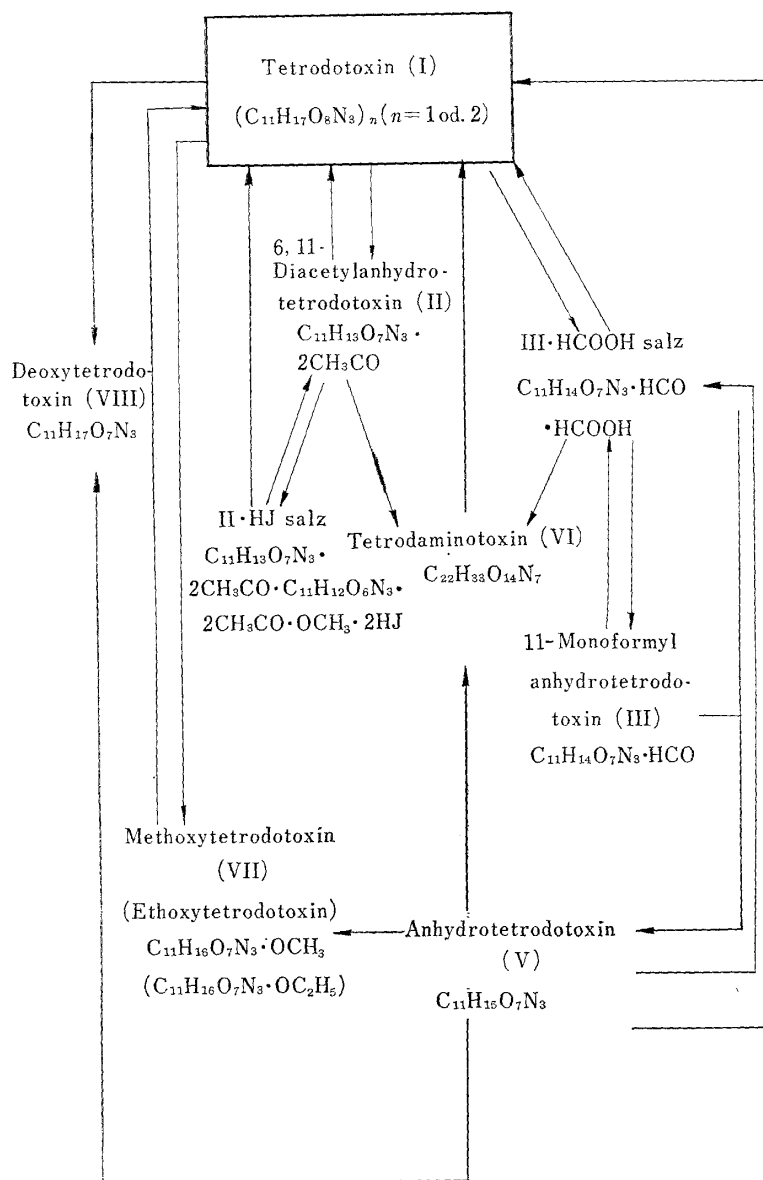 Tetrodotoxin (I)
(C₁₁H₁₇O₈N₃)ₙ(n=1od. 2)
6, 11-
Diacetylanhydro-
tetrodotoxin (II)
C₁₁H₁₃O₇N₃·
2CH₃CO
III·HCOOH salz
C₁₁H₁₄O₇N₃·HCO
·HCOOH
Deoxytetrodo-
toxin (VIII)
C₁₁H₁₇O₇N₃
II·HJ salz
C₁₁H₁₃O₇N₃·
2CH₃CO·C₁₁H₁₂O₆N₃·
2CH₃CO·OCH₃·2HJ
Tetrodaminotoxin (VI)
C₂₂H₃₃O₁₄N₇
11-Monoformyl
anhydrotetrodo-
toxin (III)
C₁₁H₁₄O₇N₃·HCO
Methoxytetrodotoxin
(VII)
(Ethoxytetrodotoxin)
C₁₁H₁₆O₇N₃·OCH₃
(C₁₁H₁₆O₇N₃·OC₂H₅)
Anhydrotetrodotoxin
(V)
C₁₁H₁₅O₇N₃